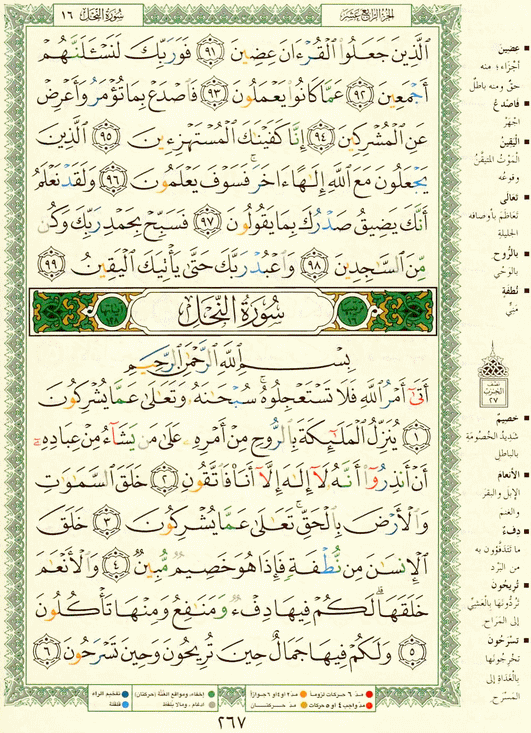 سُورَةُ النَّحْلِ ١٦
الجزء الرابع عشر
ٱلَّذِينَ جَعَلُوا۟ ٱلْقُرْءَانَ عِضِينَ ٩١ فَوَرَبِّكَ لَنَسْـَٔلَنَّهُمْ
أَجْمَعِينَ ٩٢ عَمَّا كَانُوا۟ يَعْمَلُونَ ٩٣ فَٱصْدَعْ بِمَا تُؤْمَرُ وَأَعْرِضْ
عَنِ ٱلْمُشْرِكِينَ ٩٤ إِنَّا كَفَيْنَـٰكَ ٱلْمُسْتَهْزِءِينَ ٩٥ ٱلَّذِينَ
يَجْعَلُونَ مَعَ ٱللَّهِ إِلَـٰهًا ءَاخَرَ ۚ فَسَوْفَ يَعْلَمُونَ ٩٦ وَلَقَدْ نَعْلَمُ
أَنَّكَ يَضِيقُ صَدْرُكَ بِمَا يَقُولُونَ ٩٧ فَسَبِّحْ بِحَمْدِ رَبِّكَ وَكُن
مِّنَ ٱلسَّـٰجِدِينَ ٩٨ وَٱعْبُدْ رَبَّكَ حَتَّىٰ يَأْتِيَكَ ٱلْيَقِينُ ٩٩
ترتيبها ١٦ سُورَةُ النَّحْلِ آياتها ١٢٨
بِسْمِ ٱللَّهِ ٱلرَّحْمَـٰنِ ٱلرَّحِيمِ
أَتَىٰٓ أَمْرُ ٱللَّهِ فَلَا تَسْتَعْجِلُوهُ ۚ سُبْحَـٰنَهُۥ وَتَعَـٰلَىٰ عَمَّا يُشْرِكُونَ
١ يُنَزِّلُ ٱلْمَلَـٰٓئِكَةَ بِٱلرُّوحِ مِنْ أَمْرِهِۦ عَلَىٰ مَن يَشَآءُ مِنْ عِبَادِهِۦٓ
أَنْ أَنذِرُوٓا۟ أَنَّهُۥ لَآ إِلَـٰهَ إِلَّآ أَنَا۠ فَٱتَّقُونِ ٢ خَلَقَ ٱلسَّمَـٰوَٰتِ
وَٱلْأَرْضَ بِٱلْحَقِّ ۚ تَعَـٰلَىٰ عَمَّا يُشْرِكُونَ ٣ خَلَقَ
ٱلْإِنسَـٰنَ مِن نُّطْفَةٍ فَإِذَا هُوَ خَصِيمٌ مُّبِينٌ ٤ وَٱلْأَنْعَـٰمَ
خَلَقَهَا ۗ لَكُمْ فِيهَا دِفْءٌ وَمَنَـٰفِعُ وَمِنْهَا تَأْكُلُونَ
٥ وَلَكُمْ فِيهَا جَمَالٌ حِينَ تُرِيحُونَ وَحِينَ تَسْرَحُونَ ٦
عضين
أجزاء؛ منه
حق ومنه باطل
فاصدع
اجهر
اليقين
الموت المتيقن
وقوعه
تعالى
تعاظم بأوصافه
الجليلة
بالروح
بالوحي
نطفة
مني
نصف
الحزب
٢٧
خصيم
شديد الخصومة
بالباطل
الأنعام
الإبل والبقر
والغنم
دفء
ما تتدفؤون به
من البرد
تريحون
تردونها بالعشي
إلى المراح
تسرحون
تخرجونها
بالغداة إلى
المسرح
مد ٦ حركات لزوماً
مد ٢ أو ٤ أو ٦ جوازاً
مد واجب ٤ أو ٥ حركات
مد حركتان
إخفاء، ومواقع الغنة (حركتان)
ادغام، وما لا يلفظ
تفخيم الراء
قلقلة
٢٦٧